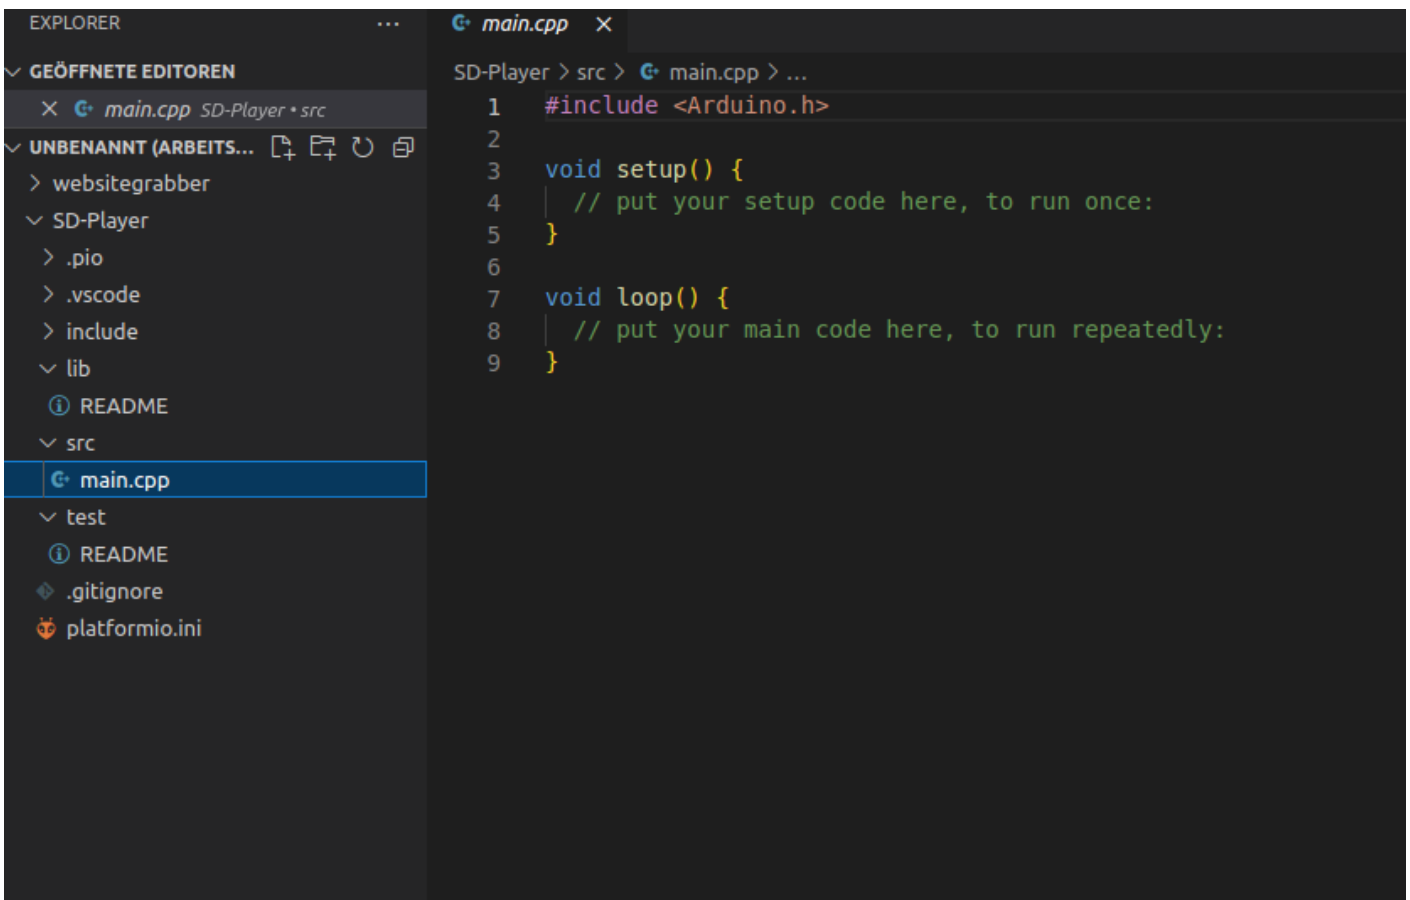 EXPLORER
GEÖFFNETE EDITOREN
main.cpp SD-Player • src
UNBENANNT (ARBEITS...
websitegrabber
SD-Player
.pio
.vscode
include
lib
README
src
main.cpp
test
README
.gitignore
platformio.ini
main.cpp
SD-Player > src > main.cpp > ...
1 #include <Arduino.h>
2
3 void setup() {
4 // put your setup code here, to run once:
5 }
6
7 void loop() {
8 // put your main code here, to run repeatedly:
9 }